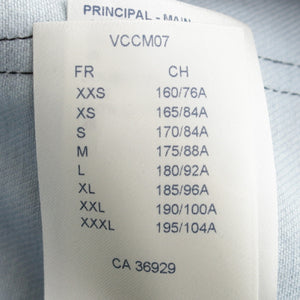 PRINCIPAL - MAIN
VCCM07
FR CH
XXS 160/76A
XS 165/84A
S 170/84A
M 175/88A
L 180/92A
XL 185/96A
XXL 190/100A
XXXL 195/104A
CA 36929